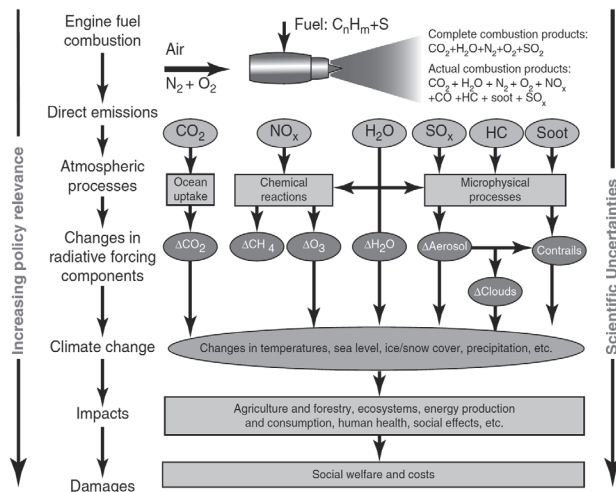 Engine fuel
combustion
Air
N2 + O2
Fuel: CnHm+S
Complete combustion products:
CO2+H2O+N2+O2+SO2
Actual combustion products:
CO2 + H2O + N2 + O2 + NOx
+CO +HC + soot + SOx
Direct emissions
CO2
NOx
H2O
SOx
HC
Soot
Atmospheric
processes
Ocean
uptake
Chemical
reactions
Microphysical
processes
Changes in
radiative forcing
components
ΔCO2
ΔCH4
ΔO3
ΔH2O
ΔAerosol
Contrails
ΔClouds
Climate change
Changes in temperatures, sea level, ice/snow cover, precipitation, etc.
Impacts
Agriculture and forestry, ecosystems, energy production
and consumption, human health, social effects, etc.
Damages
Social welfare and costs
Increasing policy relevance
Scientific Uncertainties